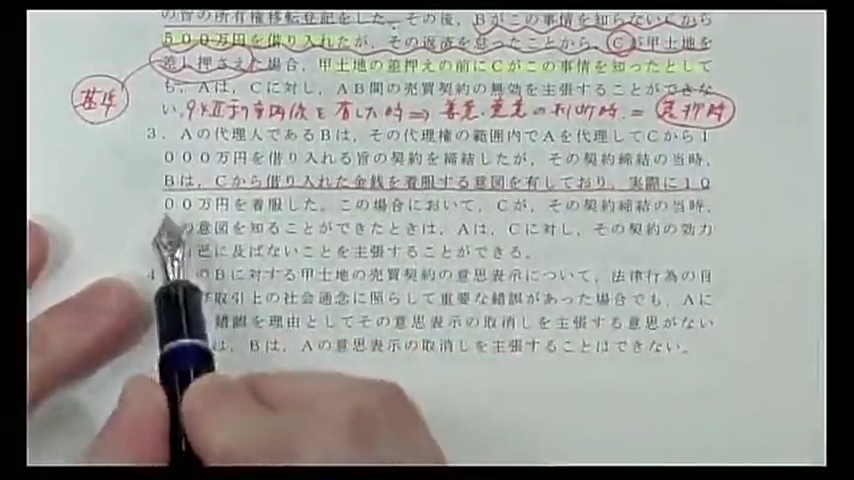 の旨の所有権移転登記をした。その後、Bがこの事情を知らないCから
500万円を借り入れたが、その返済を怠ったことから、Cが甲土地を
差し押さえた場合、甲土地の差押えの前にCがこの事情を知ったとして
も、Aは、Cに対し、AB間の売買契約の無効を主張することができな
い。
基準
を有した時⇒善意・悪意の判断時=差押時
3. Aの代理人であるBは、その代理権の範囲内でAを代理してCから1
000万円を借り入れる旨の契約を締結したが、その契約締結の当時、
Bは、Cから借り入れた金銭を着服する意図を有しており、実際に10
00万円を着服した。この場合において、Cが、その契約締結の当時、
の意図を知ることができたときは、Aは、Cに対し、その契約の効力
に及ばないことを主張することができる。
4 のBに対する甲土地の売買契約の意思表示について、法律行為の目
取引上の社会通念に照らして重要な錯誤があった場合でも、Aに
錯誤を理由としてその意思表示の取消しを主張する意思がない
は、Bは、Aの意思表示の取消しを主張することはできない。